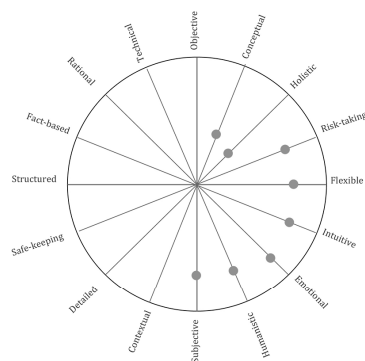 Objective
Conceptual
Holistic
Risk-taking
Flexible
Intuitive
Emotional
Humanistic
Subjective
Contextual
Detailed
Safe-keeping
Structured
Fact-based
Rational
Technical